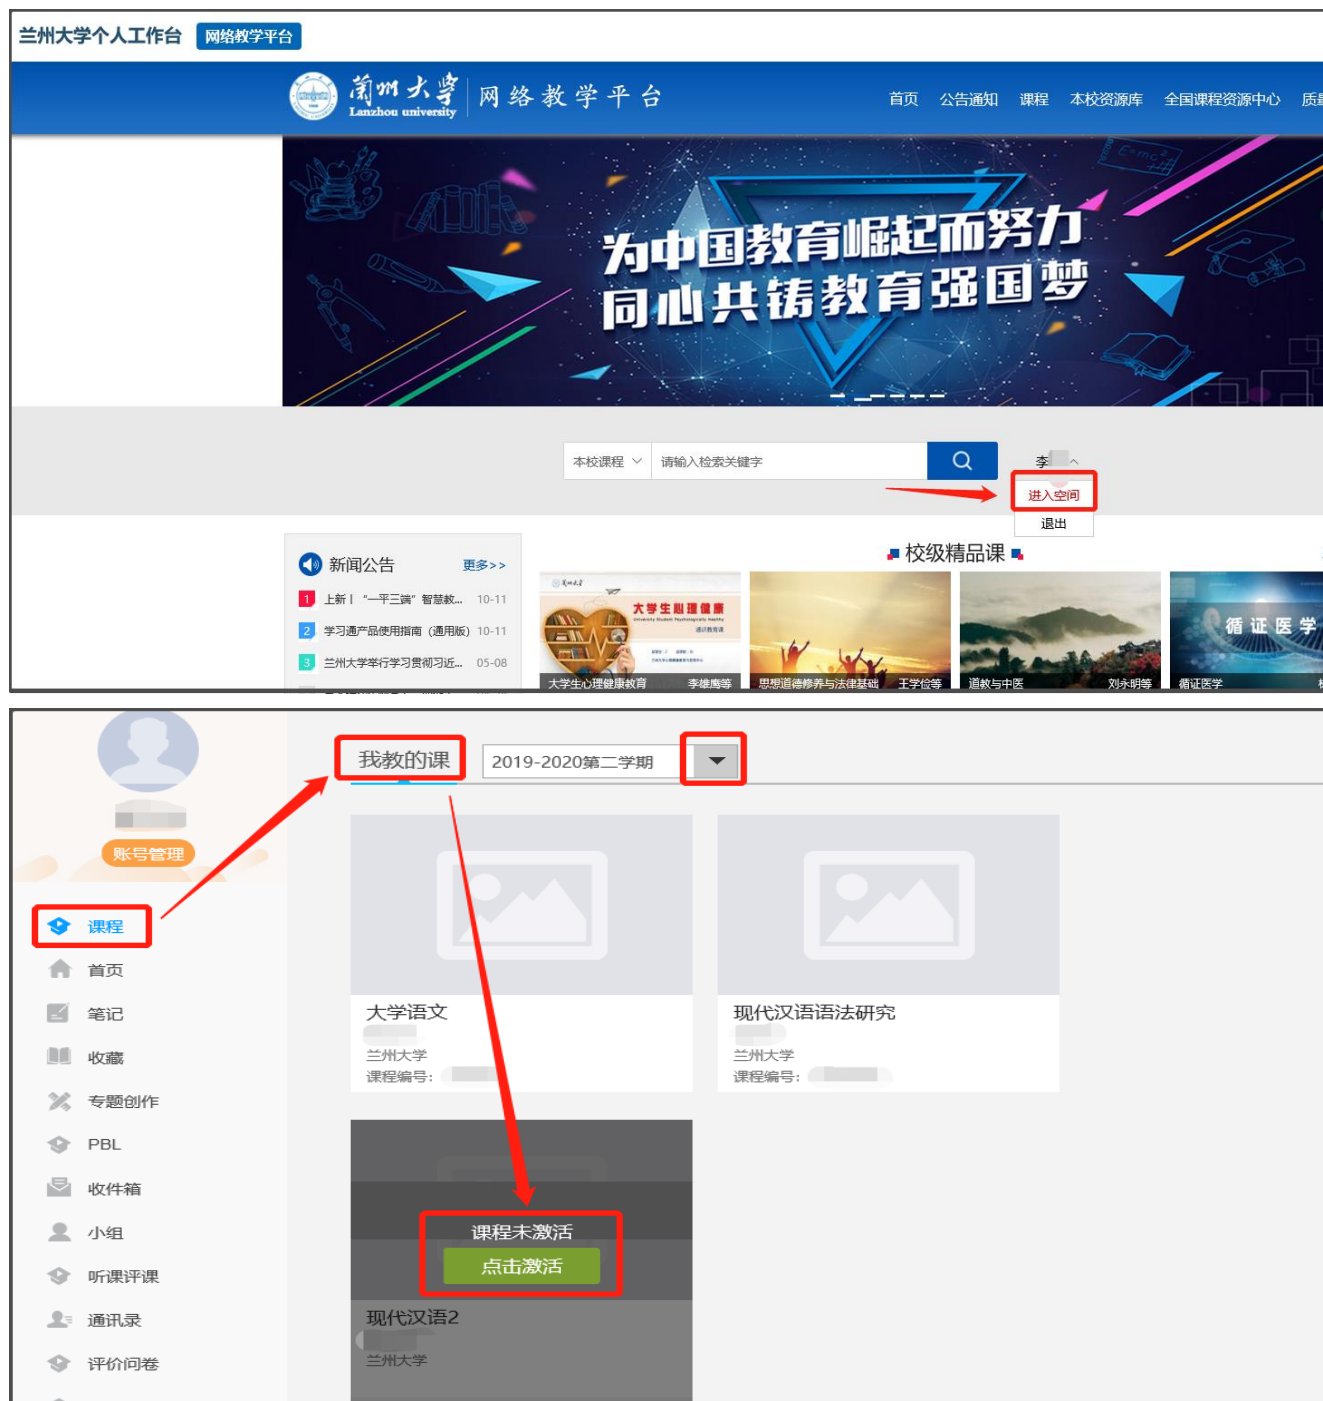 兰州大学个人工作台 网络教学平台
兰州大学 网络教学平台
Lanzhou university
首页 公告通知 课程 本校资源库 全国课程资源中心
E=mc²
为中国教育崛起而努力
同心共铸教育强国梦
本校课程 请输入检索关键字
李
进入空间
退出
新闻公告 更多>>
1 上新丨 “一平三端” 智慧教... 10-11
2 学习通产品使用指南 (通用版) 10-11
3 兰州大学举行学习贯彻习近... 05-08
校级精品课
大学生心理健康
University Student Psychologically Healthy
通识教育课
大学生心理健康教育 李雄鹰等
思想道德修养与法律基础 王学俭等
道教与中医 刘永明等
循证医学
循证医学
账号管理
课程
首页
笔记
收藏
专题创作
PBL
收件箱
小组
听课评课
通讯录
评价问卷
我教的课 2019-2020第二学期
大学语文
兰州大学
课程编号:
现代汉语语法研究
兰州大学
课程编号:
课程未激活
点击激活
现代汉语2
兰州大学